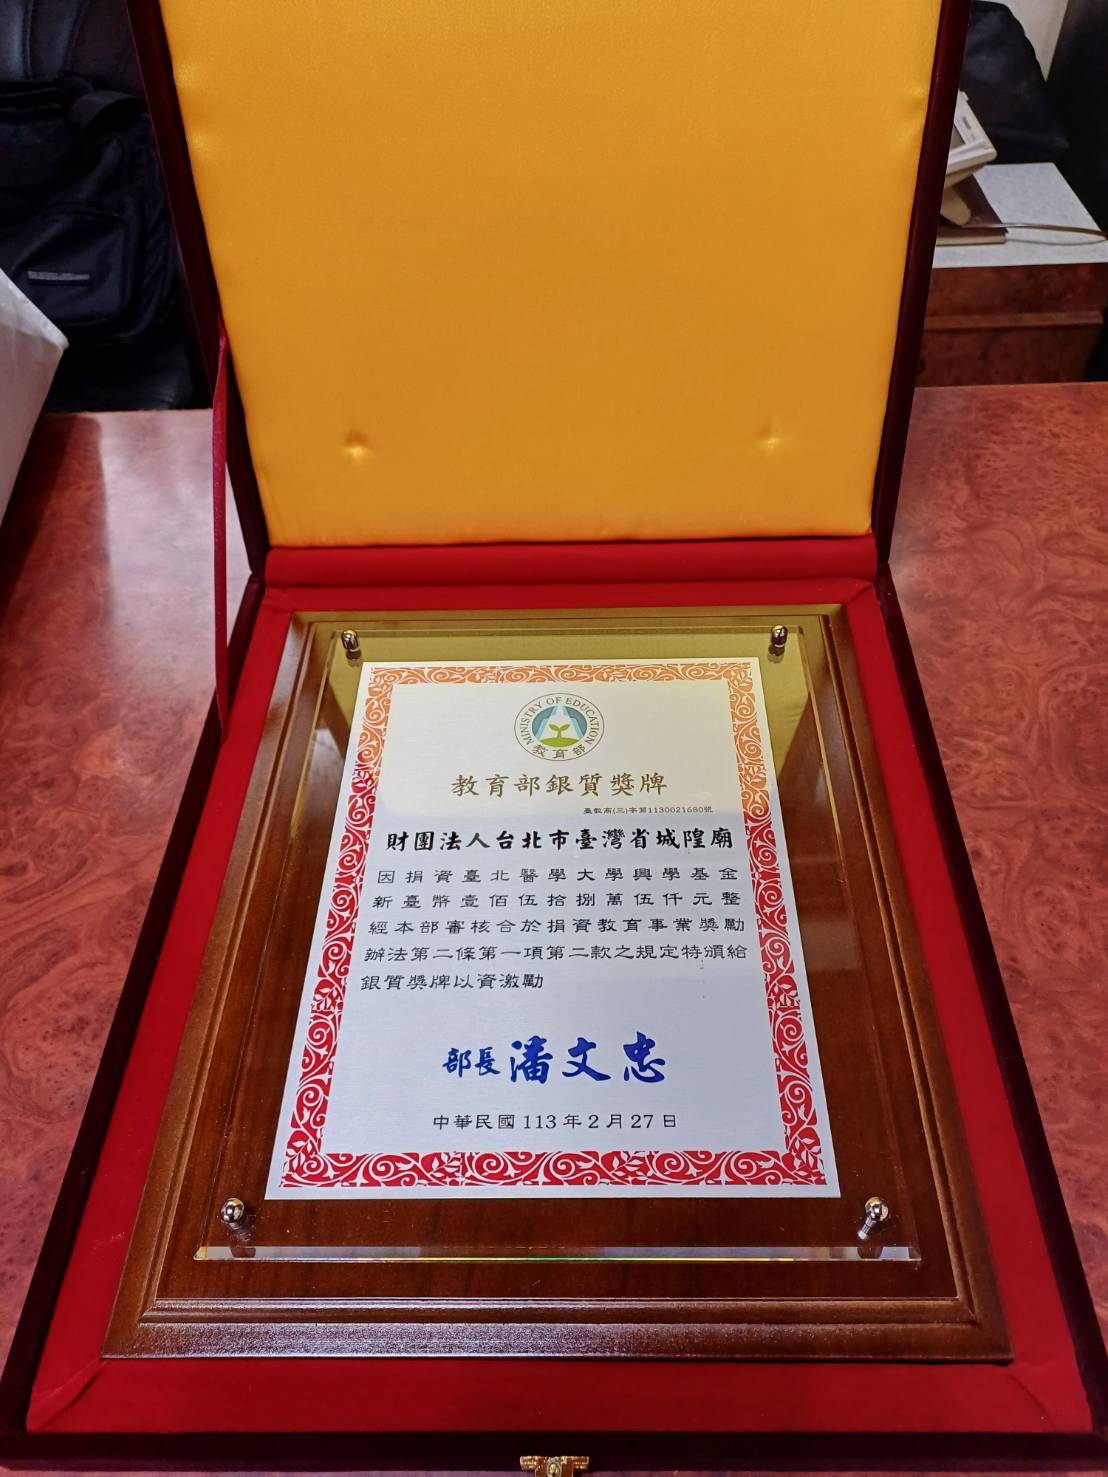 MINISTRY OF EDUCATION
教育部
教育部銀質獎牌
臺教高(三)字第1130021680號
財團法人台北市臺灣省城隍廟
因捐資臺北醫學大學興學基金
新臺幣壹佰伍拾捌萬伍仟元整
經本部審核合於捐資教育事業獎勵
辦法第二條第一項第二款之規定特頒給
銀質獎牌以資激勵
部長 潘文忠
中華民國113年2月27日